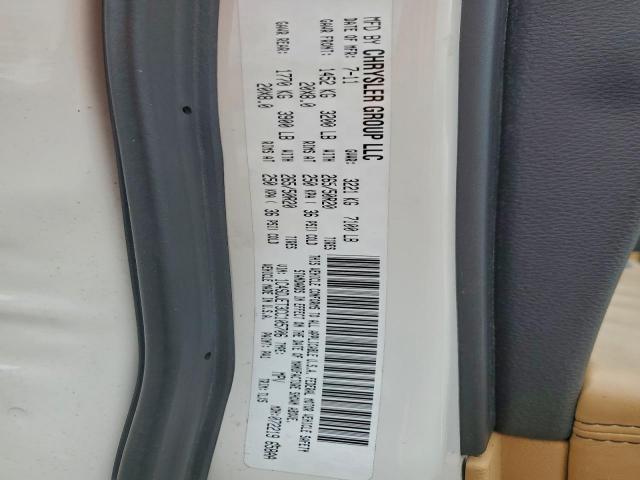 MFD BY CHRYSLER GROUP LLC
DATE OF MFR: 7-11 GVWR: 3221 KG 7100 LB
GAWR FRONT: 1452 KG 3200 LB WITH 265/50R20 TIRES
20X8.0 RIMS AT 250 KPA ( 36 PSI COLD
GAWR REAR: 1770 KG 3900 LB WITH 265/50R20 TIRES
20X8.0 RIMS AT 250 KPA ( 36 PSI COLD
THIS VEHICLE CONFORMS TO ALL APPLICABLE U.S.A. FEDERAL MOTOR VEHICLE SAFETY
STANDARDS IN EFFECT ON THE DATE OF MANUFACTURE SHOWN ABOVE.
TYPE: MPV
MADE IN U.S.A. PAINT: